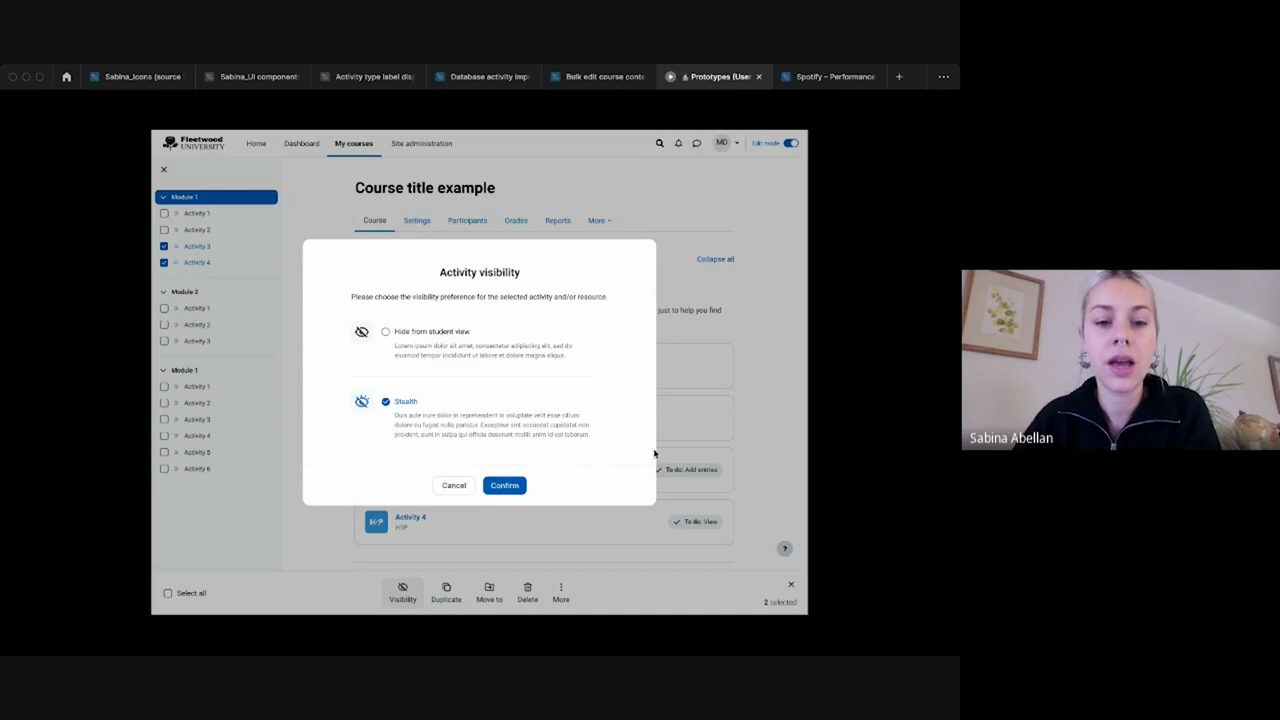 Sabina_Icons (source
Sabina_UI component
Activity type label dis
Database activity imp
Bulk edit course conte
Prototypes (User
Spotify – Performance
Fleetwood
UNIVERSITY
Home
Dashboard
My courses
Site administration
MD
Edit mode
Module 1
Activity 1
Activity 2
Activity 3
Activity 4
Module 2
Activity 1
Activity 2
Activity 3
Module 1
Activity 1
Activity 2
Activity 3
Activity 4
Activity 5
Activity 6
Course title example
Course
Settings
Participants
Grades
Reports
More
Collapse all
just to help you find
Activity visibility
Please choose the visibility preference for the selected activity and/or resource.
Hide from student view
Lorem ipsum dolor sit amet, consectetur adipiscing elit, sed do
eiusmod tempor incididunt ut labore et dolore magna aliqua.
Stealth
Duis aute irure dolor in reprehenderit in voluptate velit esse cillum
dolore eu fugiat nulla pariatur. Excepteur sint occaecat cupidatat non
proident, sunt in culpa qui officia deserunt mollit anim id est laborum.
Cancel
Confirm
To do: Add entries
H-P
Activity 4
H5P
To do: View
?
Select all
Visibility
Duplicate
Move to
Delete
More
2 selected
Sabina Abellan